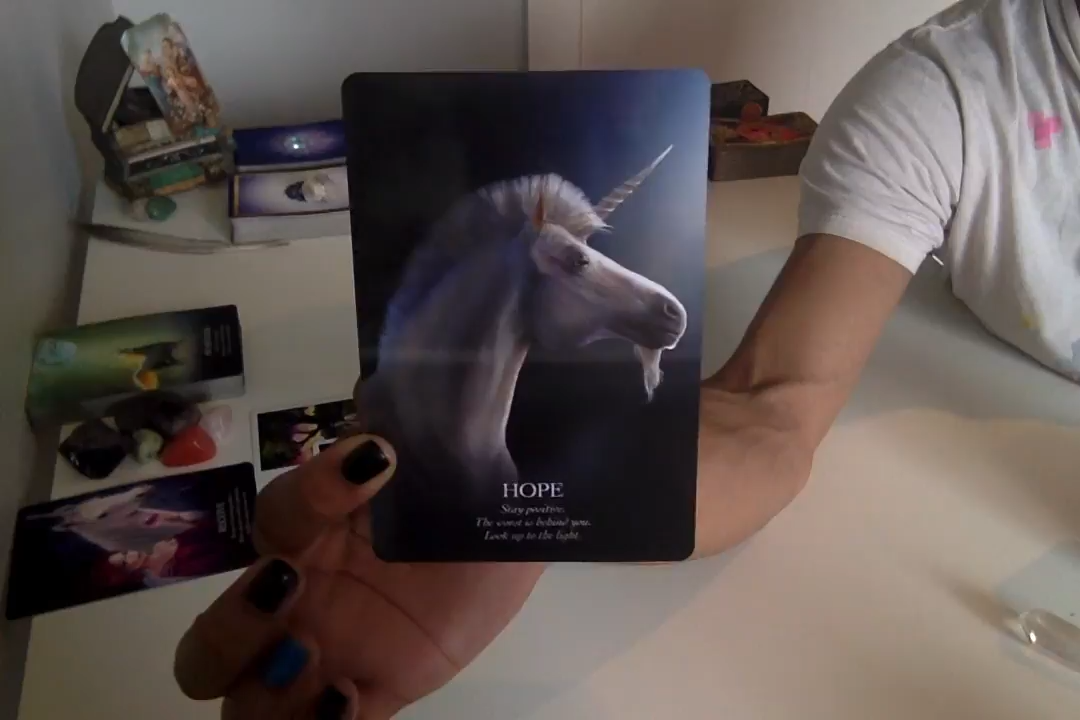 HOPE
Stay positive.
The worst is behind you.
Look up to the light.